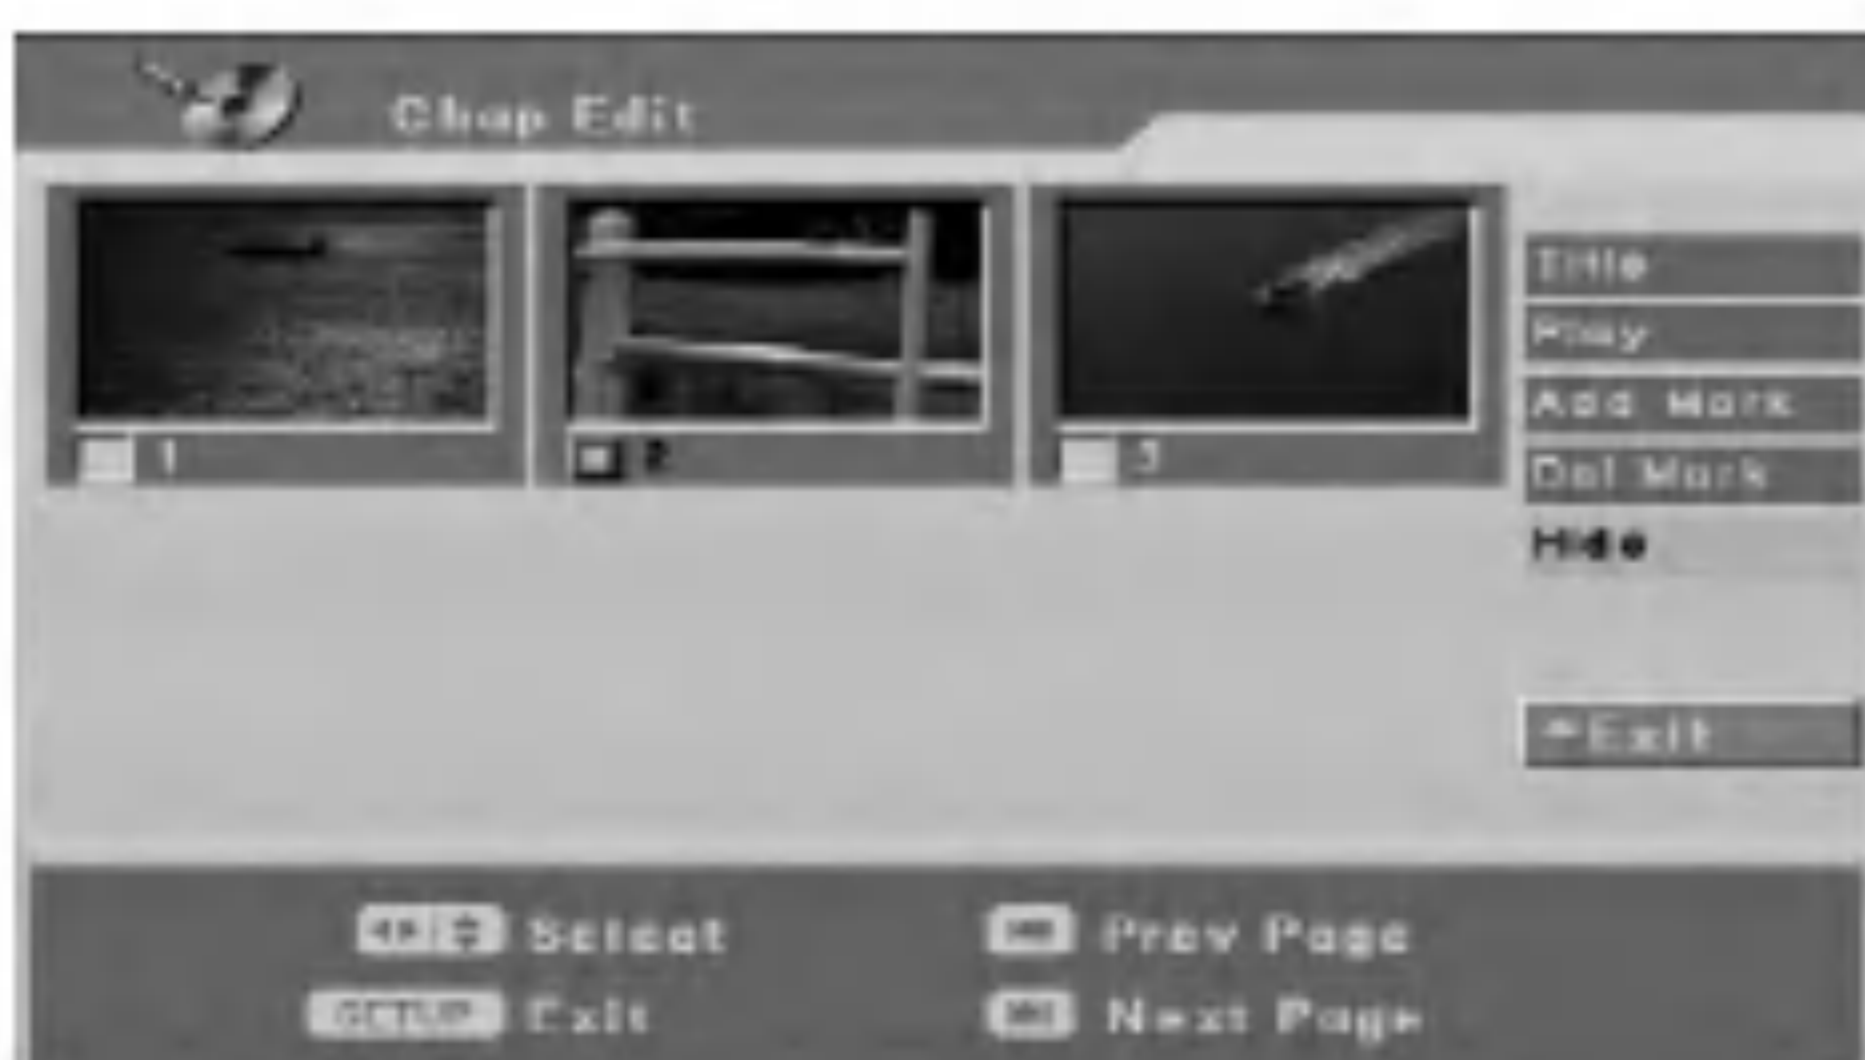 Chap Edit
1
2
3
Title
Play
Add Mark
Del Mark
Hide
Exit
Select
Prev Page
SETUP Exit
Next Page